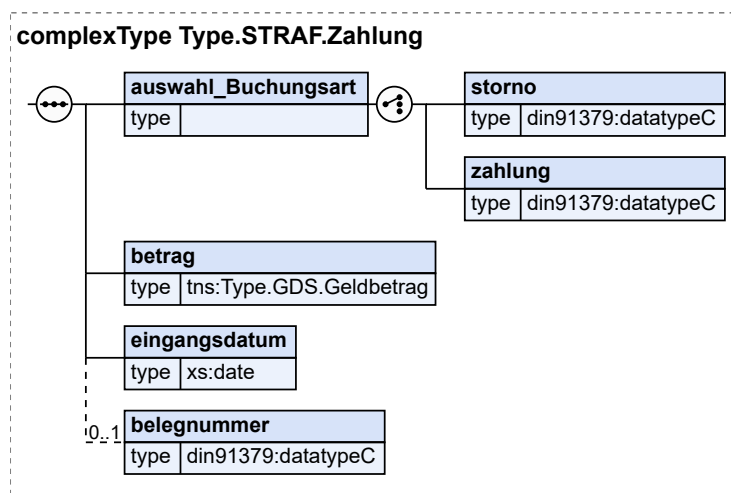 complexType Type.STRAF.Zahlung
auswahl_Buchungsart
type
storno
type din91379:datatypeC
zahlung
type din91379:datatypeC
betrag
type tns:Type.GDS.Geldbetrag
eingangsdatum
type xs:date
0..1
belegnummer
type din91379:datatypeC